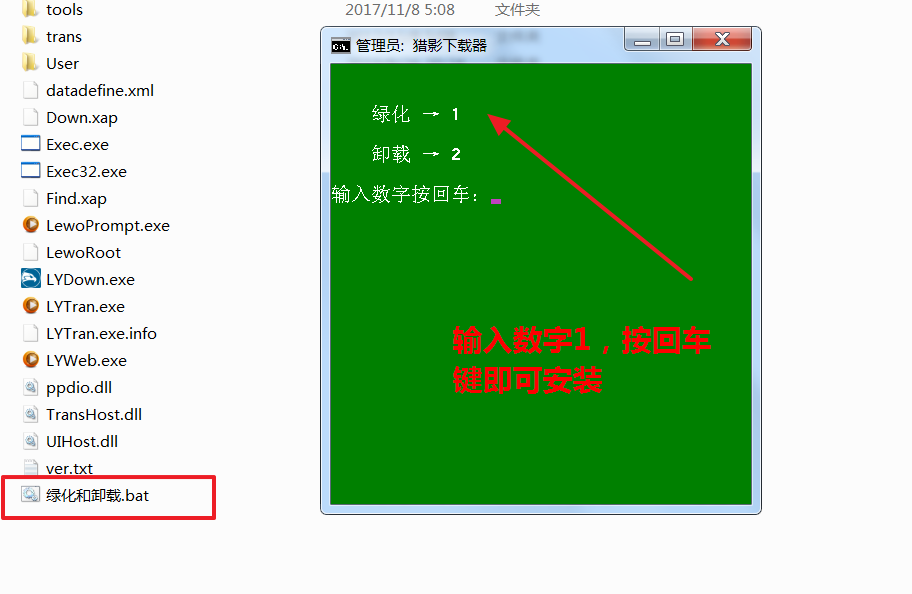 tools
2017/11/8 5:08 文件夹
trans
User
datadefine.xml
Down.xap
Exec.exe
Exec32.exe
Find.xap
LewoPrompt.exe
LewoRoot
LYDown.exe
LYTran.exe
LYTran.exe.info
LYWeb.exe
ppdio.dll
TransHost.dll
UIHost.dll
ver.txt
绿化和卸载.bat
管理员: 猎影下载器
绿化 → 1
卸载 → 2
输入数字按回车:
输入数字1，按回车
键即可安装